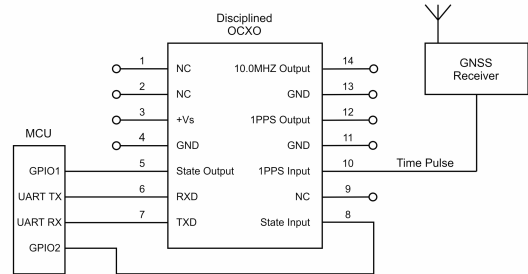 Disciplined
OCXO
GNSS
Receiver
MCU
1
NC
2
NC
3
+Vs
4
GND
GPIO1
5
State Output
UART TX
6
RXD
UART RX
7
TXD
GPIO2
14
10.0MHZ Output
13
GND
12
1PPS Output
11
GND
10
1PPS Input
Time Pulse
9
NC
8
State Input